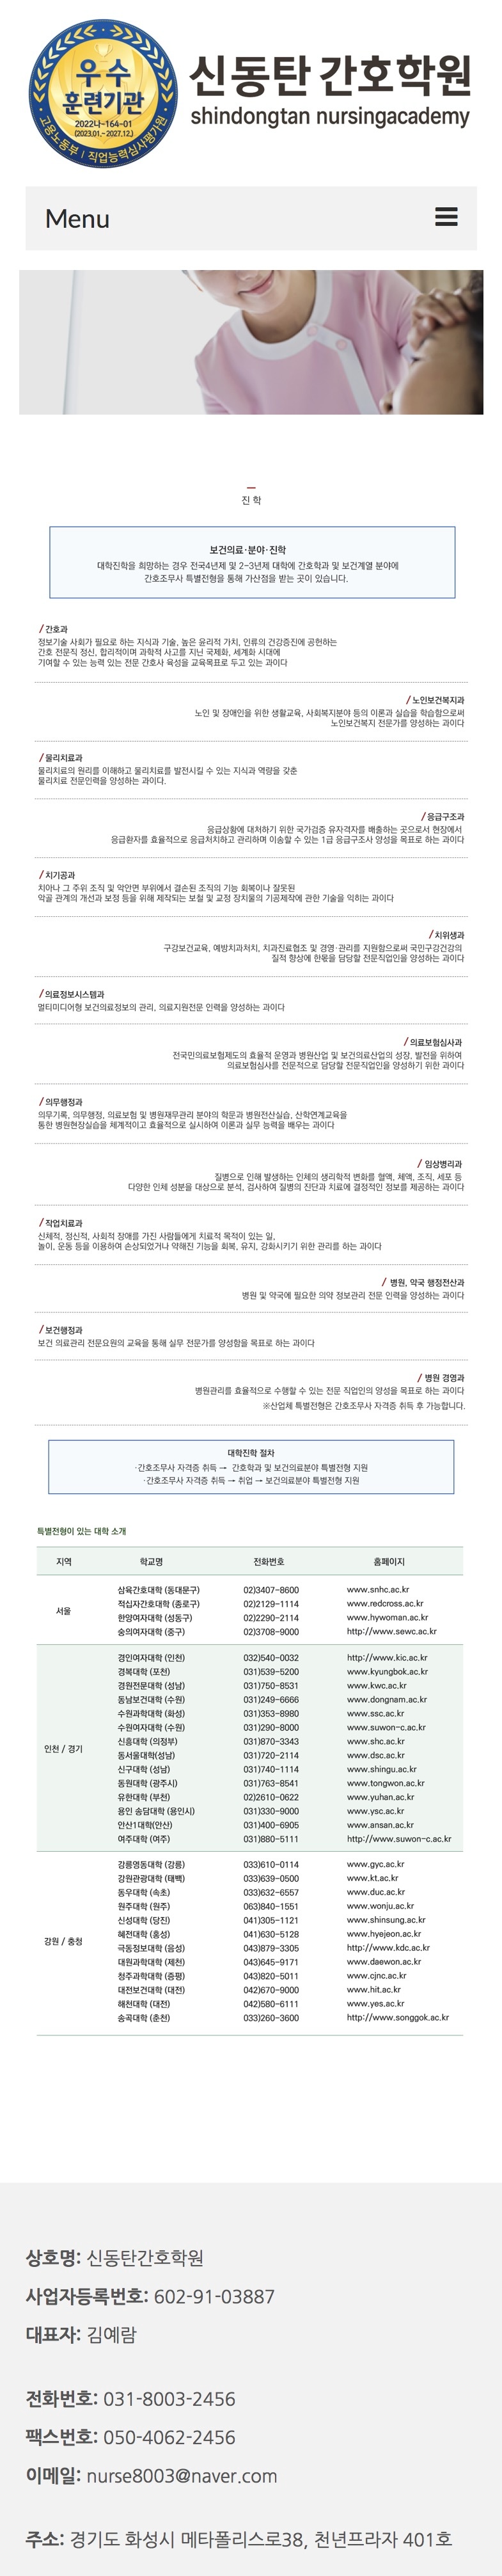 우수
훈련기관
2022나-164-01
(2023.01.~2027.12.)
고용노동부 | 직업능력심사평가원
신동탄 간호학원
shindongtan nursingacademy
Menu
진 학
보건의료·분야·진학
대학진학을 희망하는 경우 전국4년제 및 2-3년제 대학에 간호학과 및 보건계열 분야에
간호조무사 특별전형을 통해 가산점을 받는 곳이 있습니다.
/간호과
정보기술 사회가 필요로 하는 지식과 기술, 높은 윤리적 가치, 인류의 건강증진에 공헌하는
간호 전문직 정신, 합리적이며 과학적 사고를 지닌 국제화, 세계화 시대에
기여할 수 있는 능력 있는 전문 간호사 육성을 교육목표로 두고 있는 과이다
/노인보건복지과
노인 및 장애인을 위한 생활교육, 사회복지분야 등의 이론과 실습을 학습함으로써
노인보건복지 전문가를 양성하는 과이다
/물리치료과
물리치료의 원리를 이해하고 물리치료를 발전시킬 수 있는 지식과 역량을 갖춘
물리치료 전문인력을 양성하는 과이다.
/응급구조과
응급상황에 대처하기 위한 국가검증 유자격자를 배출하는 곳으로서 현장에서
응급환자를 효율적으로 응급처치하고 관리하며 이송할 수 있는 1급 응급구조사 양성을 목표로 하는 과이다
/치기공과
치아나 그 주위 조직 및 악안면 부위에서 결손된 조직의 기능 회복이나 잘못된
악골 관계의 개선과 보정 등을 위해 제작되는 보철 및 교정 장치물의 기공제작에 관한 기술을 익히는 과이다
/치위생과
구강보건교육, 예방치과처치, 치과진료협조 및 경영·관리를 지원함으로써 국민구강건강의
질적 향상에 한몫을 담당할 전문직업인을 양성하는 과이다
/의료정보시스템과
멀티미디어형 보건의료정보의 관리, 의료지원전문 인력을 양성하는 과이다
/의료보험심사과
전국민의료보험제도의 효율적 운영과 병원산업 및 보건의료산업의 성장, 발전을 위하여
의료보험심사를 전문적으로 담당할 전문직업인을 양성하기 위한 과이다
/의무행정과
의무기록, 의무행정, 의료보험 및 병원재무관리 분야의 학문과 병원전산실습, 산학연계교육을
통한 병원현장실습을 체계적이고 효율적으로 실시하여 이론과 실무 능력을 배우는 과이다
/ 임상병리과
질병으로 인해 발생하는 인체의 생리학적 변화를 혈액, 체액, 조직, 세포 등
다양한 인체 성분을 대상으로 분석, 검사하여 질병의 진단과 치료에 결정적인 정보를 제공하는 과이다
/작업치료과
신체적, 정신적, 사회적 장애를 가진 사람들에게 치료적 목적이 있는 일,
놀이, 운동 등을 이용하여 손상되었거나 약해진 기능을 회복, 유지, 강화시키기 위한 관리를 하는 과이다
/ 병원, 약국 행정전산과
병원 및 약국에 필요한 의약 정보관리 전문 인력을 양성하는 과이다
/보건행정과
보건 의료관리 전문요원의 교육을 통해 실무 전문가를 양성함을 목표로 하는 과이다
/ 병원 경영과
병원관리를 효율적으로 수행할 수 있는 전문 직업인의 양성을 목표로 하는 과이다
※산업체 특별전형은 간호조무사 자격증 취득 후 가능합니다.
대학진학 절차
·간호조무사 자격증 취득 → 간호학과 및 보건의료분야 특별전형 지원
·간호조무사 자격증 취득 → 취업 → 보건의료분야 특별전형 지원
특별전형이 있는 대학 소개
지역 학교명 전화번호 홈페이지
서울
삼육간호대학 (동대문구) 02)3407-8600 www.snhc.ac.kr
적십자간호대학 (종로구) 02)2129-1114 www.redcross.ac.kr
한양여자대학 (성동구) 02)2290-2114 www.hywoman.ac.kr
숭의여자대학 (중구) 02)3708-9000 http://www.sewc.ac.kr
인천 / 경기
경인여자대학 (인천) 032)540-0032 http://www.kic.ac.kr
경복대학 (포천) 031)539-5200 www.kyungbok.ac.kr
경원전문대학 (성남) 031)750-8531 www.kwc.ac.kr
동남보건대학 (수원) 031)249-6666 www.dongnam.ac.kr
수원과학대학 (화성) 031)353-8980 www.ssc.ac.kr
수원여자대학 (수원) 031)290-8000 www.suwon-c.ac.kr
신흥대학 (의정부) 031)870-3343 www.shc.ac.kr
동서울대학(성남) 031)720-2114 www.dsc.ac.kr
신구대학 (성남) 031)740-1114 www.shingu.ac.kr
동원대학 (광주시) 031)763-8541 www.tongwon.ac.kr
유한대학 (부천) 02)2610-0622 www.yuhan.ac.kr
용인 송담대학 (용인시) 031)330-9000 www.ysc.ac.kr
안산1대학(안산) 031)400-6905 www.ansan.ac.kr
여주대학 (여주) 031)880-5111 http://www.suwon-c.ac.kr
강원 / 충청
강릉영동대학 (강릉) 033)610-0114 www.gyc.ac.kr
강원관광대학 (태백) 033)639-0500 www.kt.ac.kr
동우대학 (속초) 033)632-6557 www.duc.ac.kr
원주대학 (원주) 063)840-1551 www.wonju.ac.kr
신성대학 (당진) 041)305-1121 www.shinsung.ac.kr
혜전대학 (홍성) 041)630-5128 www.hyejeon.ac.kr
극동정보대학 (음성) 043)879-3305 http://www.kdc.ac.kr
대원과학대학 (제천) 043)645-9171 www.daewon.ac.kr
청주과학대학 (증평) 043)820-5011 www.cjnc.ac.kr
대전보건대학 (대전) 042)670-9000 www.hit.ac.kr
해천대학 (대전) 042)580-6111 www.yes.ac.kr
송곡대학 (춘천) 033)260-3600 http://www.songgok.ac.kr
상호명: 신동탄간호학원
사업자등록번호: 602-91-03887
대표자: 김예람
전화번호: 031-8003-2456
팩스번호: 050-4062-2456
이메일: nurse8003@naver.com
주소: 경기도 화성시 메타폴리스로38, 천년프라자 401호